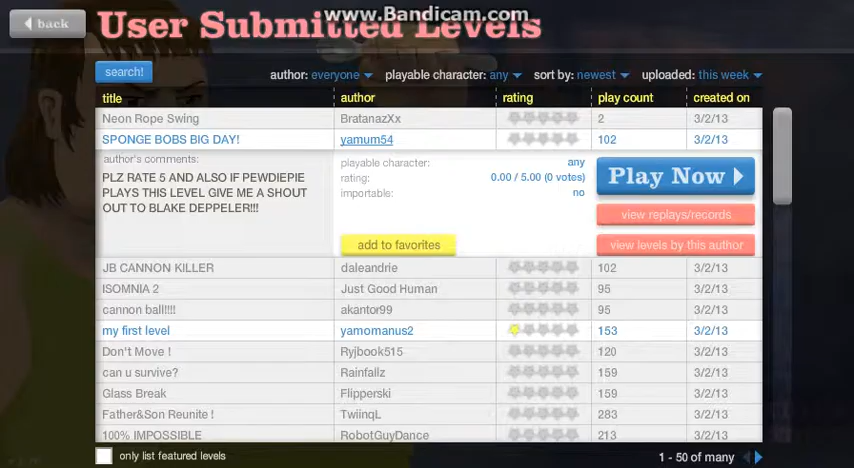 www.Bandicam.com
back
User Submitted Levels
search!
author: everyone playable character: any sort by: newest uploaded: this week
title author rating play count created on
Neon Rope Swing BratanazXx 2 3/2/13
SPONGE BOBS BIG DAY! yamum54 102 3/2/13
author's comments:
PLZ RATE 5 AND ALSO IF PEWDIEPIE
PLAYS THIS LEVEL GIVE ME A SHOUT
OUT TO BLAKE DEPPELER!!!
playable character: any
rating: 0.00 / 5.00 (0 votes)
importable: no
add to favorites
Play Now
view replays/records
view levels by this author
JB CANNON KILLER daleandrie 102 3/2/13
ISOMNIA 2 Just Good Human 95 3/2/13
cannon ball!!!! akantor99 95 3/2/13
my first level yamomanus2 153 3/2/13
Don't Move ! Ryjbook515 120 3/2/13
can u survive? Rainfallz 159 3/2/13
Glass Break Flipperski 159 3/2/13
Father&Son Reunite ! TwiinqL 283 3/2/13
100% IMPOSSIBLE RobotGuyDance 213 3/2/13
only list featured levels
1 - 50 of many